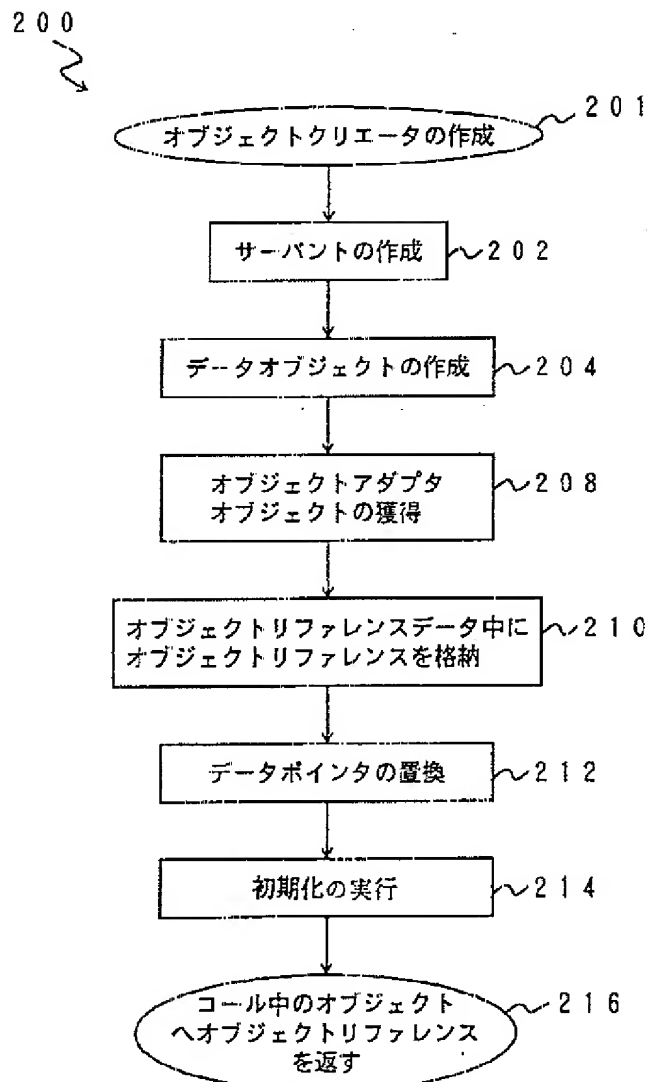 200
オブジェクトクリエータの作成
201
サーバントの作成
202
データオブジェクトの作成
204
オブジェクトアダプタ
オブジェクトの獲得
208
オブジェクトリファレンスデータ中に
オブジェクトリファレンスを格納
210
データポインタの置換
212
初期化の実行
214
コール中のオブジェクト
へオブジェクトリファレンス
を返す
216